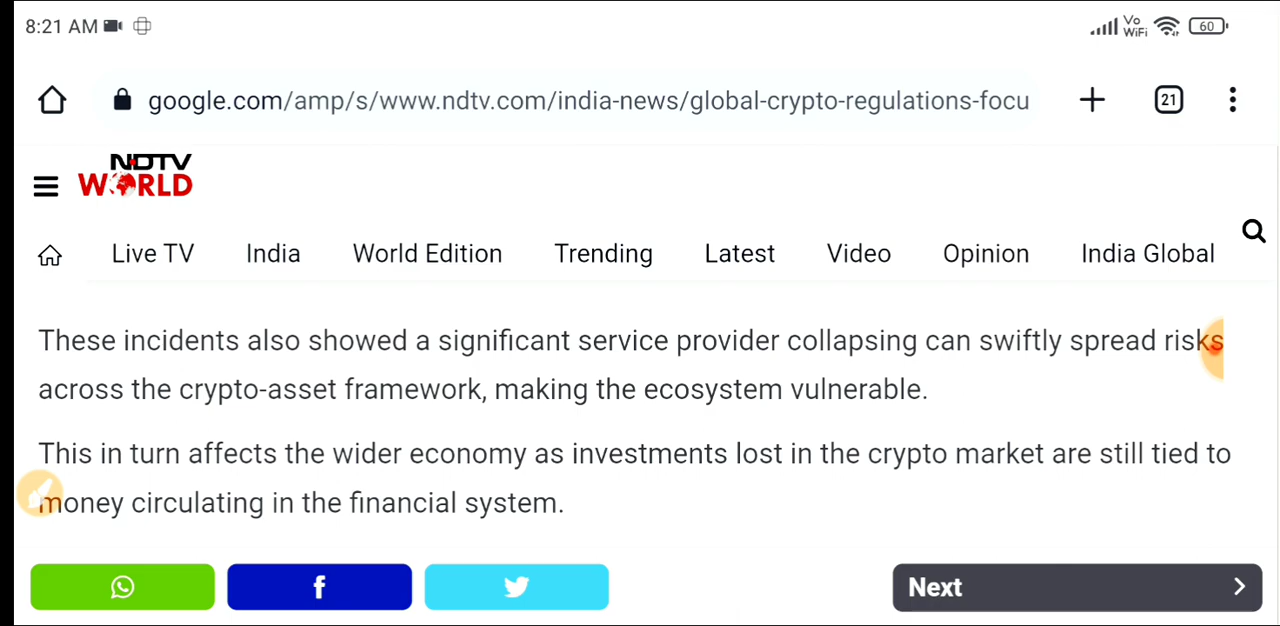 8:21 AM Vo WiFi 60
google.com/amp/s/www.ndtv.com/india-news/global-crypto-regulations-focu 21
NDTV
WORLD
Live TV India World Edition Trending Latest Video Opinion India Global
These incidents also showed a significant service provider collapsing can swiftly spread risks
across the crypto-asset framework, making the ecosystem vulnerable.
This in turn affects the wider economy as investments lost in the crypto market are still tied to
money circulating in the financial system.
Next